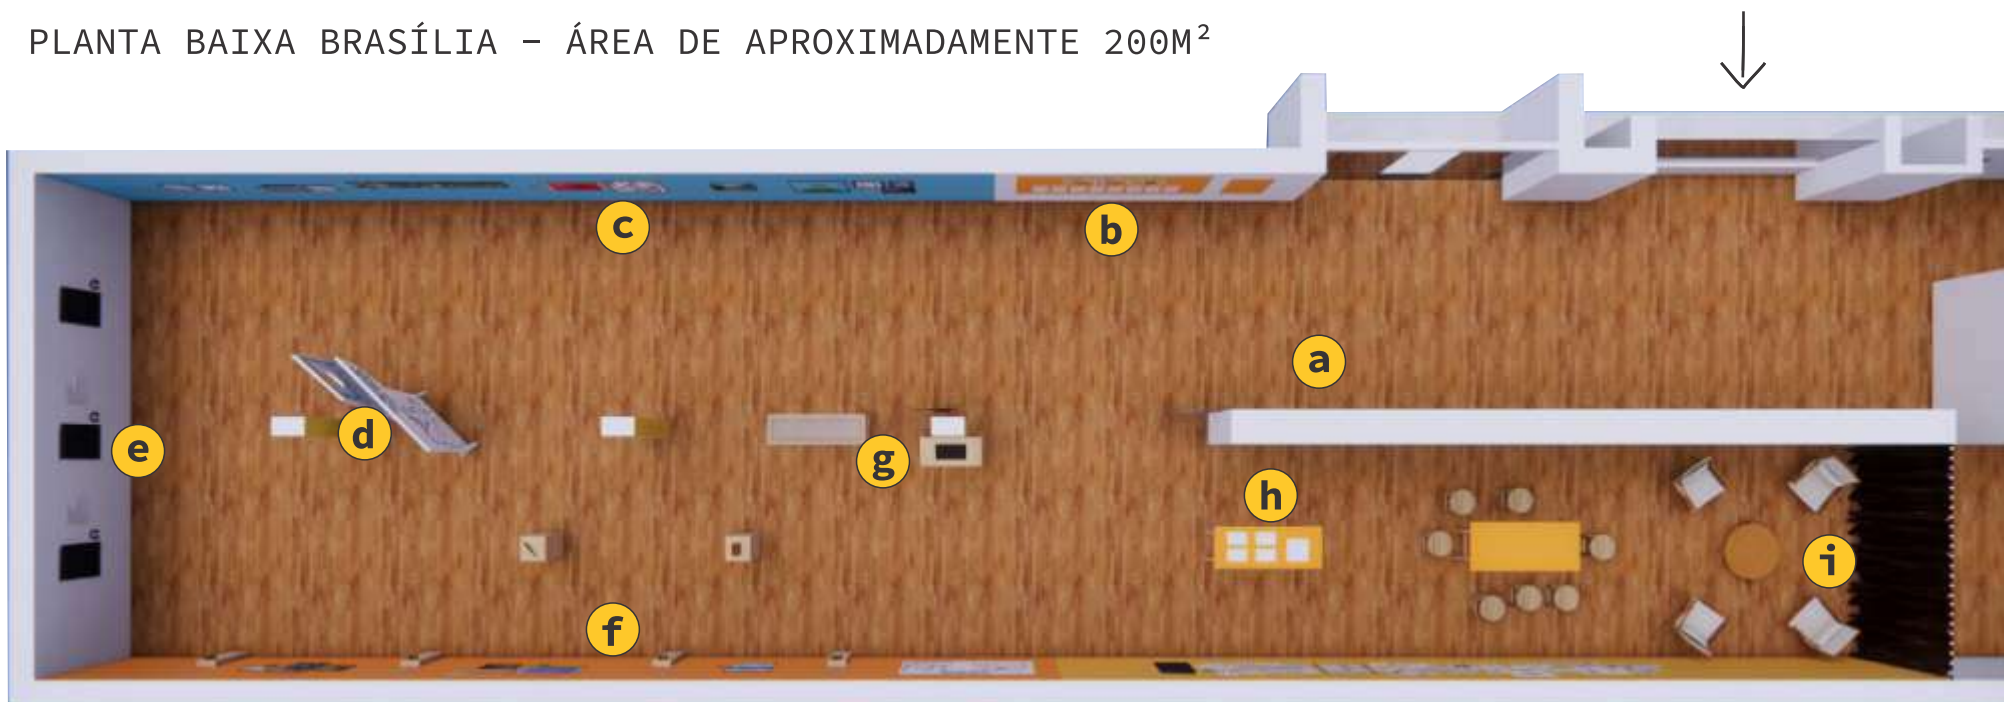 PLANTA BAIXA BRASÍLIA – ÁREA DE APROXIMADAMENTE 200M²
c
b
a
d
e
g
h
i
f